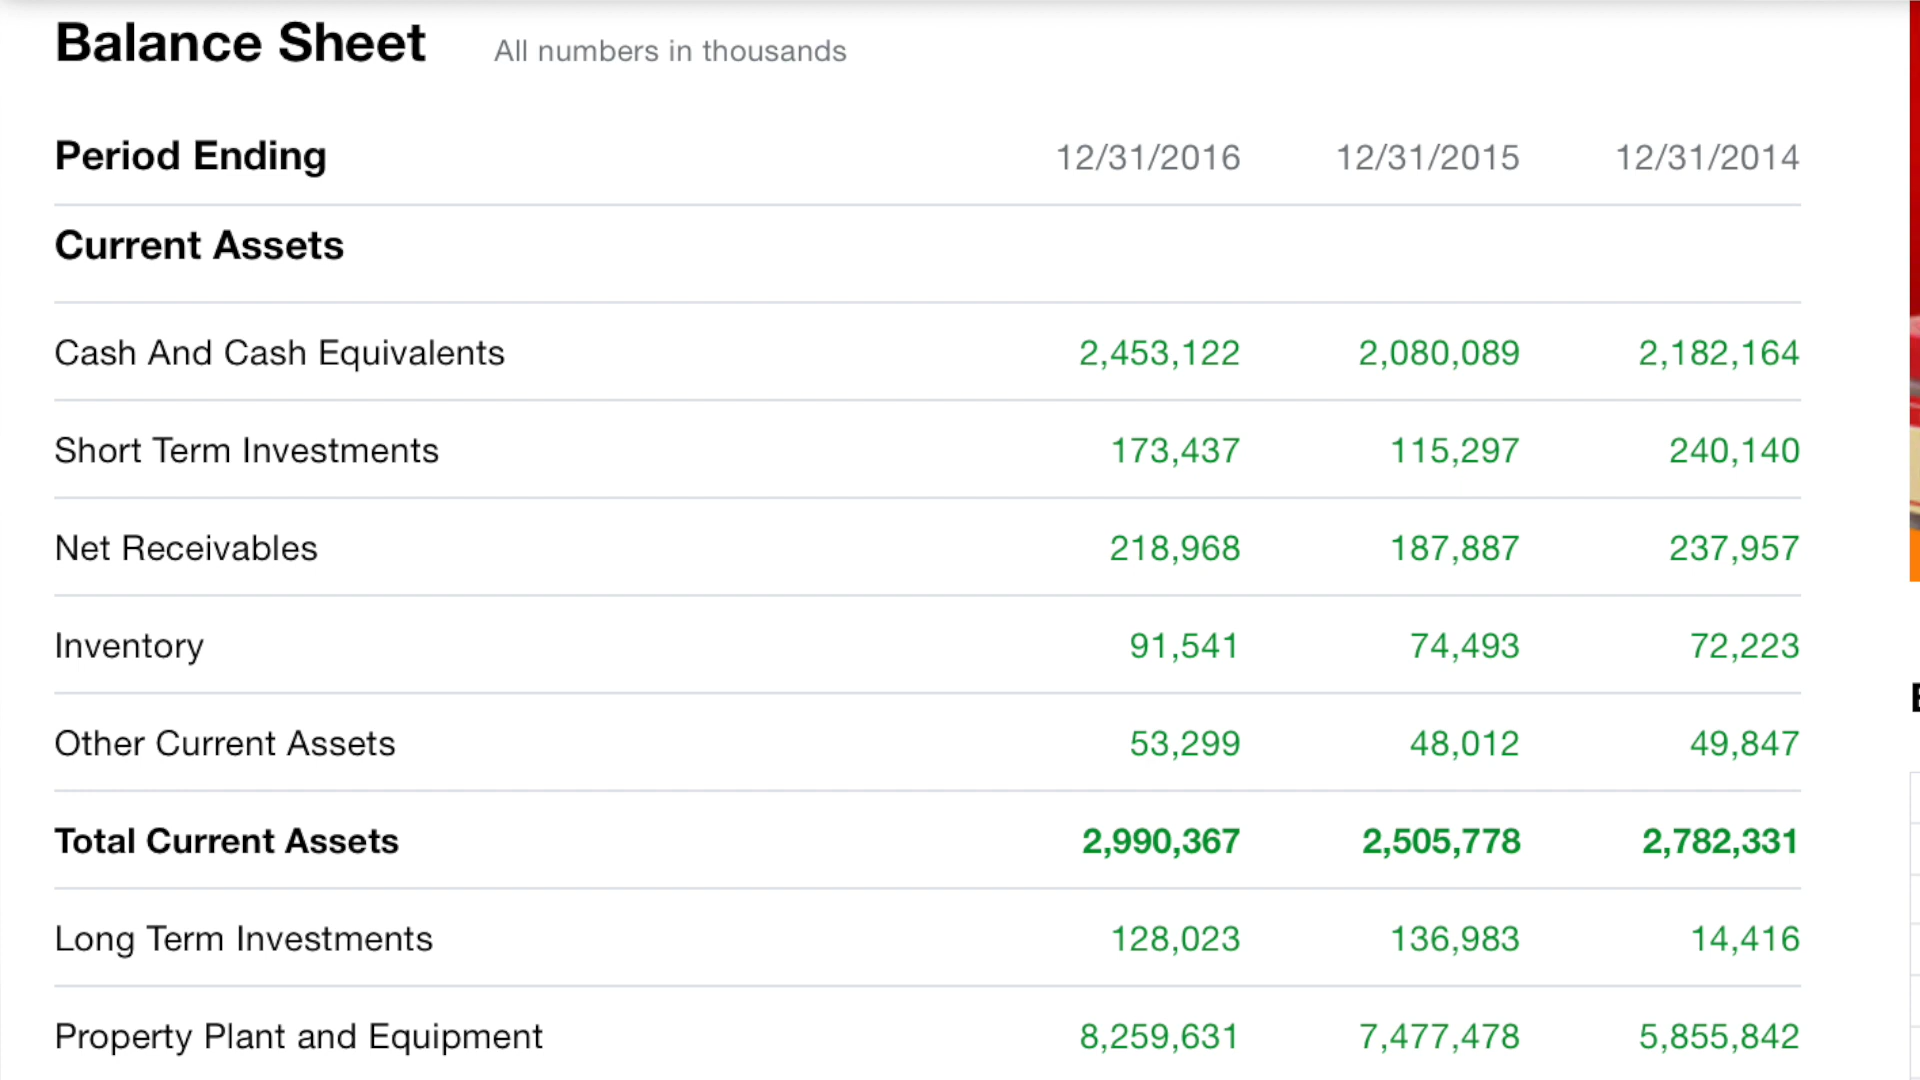 Balance Sheet All numbers in thousands
Period Ending 12/31/2016 12/31/2015 12/31/2014
Current Assets
Cash And Cash Equivalents 2,453,122 2,080,089 2,182,164
Short Term Investments 173,437 115,297 240,140
Net Receivables 218,968 187,887 237,957
Inventory 91,541 74,493 72,223
Other Current Assets 53,299 48,012 49,847
Total Current Assets 2,990,367 2,505,778 2,782,331
Long Term Investments 128,023 136,983 14,416
Property Plant and Equipment 8,259,631 7,477,478 5,855,842